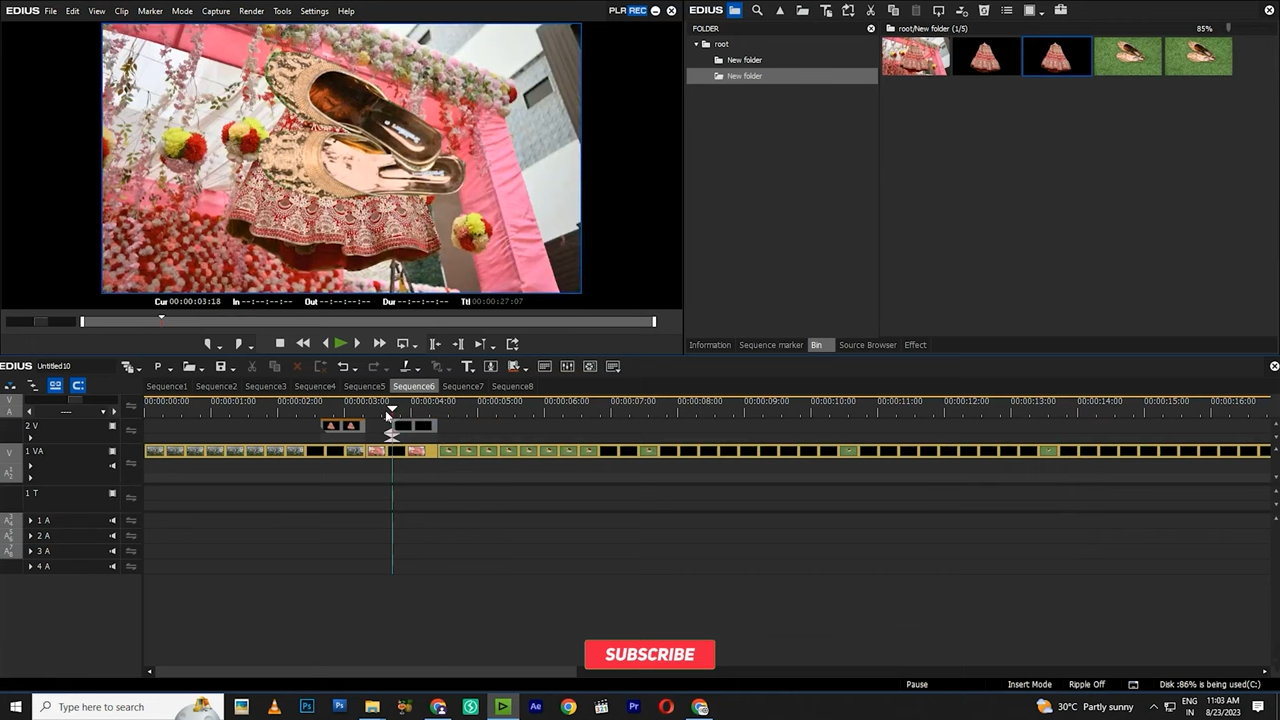 EDIUS File Edit View Clip Marker Mode Capture Render Tools Settings Help
PLR REC
EDIUS
FOLDER
root/New folder (1/5)
85%
root
New folder
New folder
Cur 00:00:03:18 In --:--:--:-- Out --:--:--:-- Dur --:--:--:-- Ttl 00:00:27:07
Information Sequence marker Bin Source Browser Effect
EDIUS Untitled10
Sequence1 Sequence2 Sequence3 Sequence4 Sequence5 Sequence6 Sequence7 Sequence8
00:00:00:00 00:00:01:00 00:00:02:00 00:00:03:00 00:00:04:00 00:00:05:00 00:00:06:00 00:00:07:00 00:00:08:00 00:00:09:00 00:00:10:00 00:00:11:00 00:00:12:00 00:00:13:00 00:00:14:00 00:00:15:00 00:00:16:00
V
A
2 V
V 1 VA
1 T
1 A
2 A
3 A
4 A
SUBSCRIBE
Pause Insert Mode Ripple Off Disk :86% is being used(C:)
Type here to search
30°C Partly sunny
ENG
IN
11:03 AM
8/23/2023